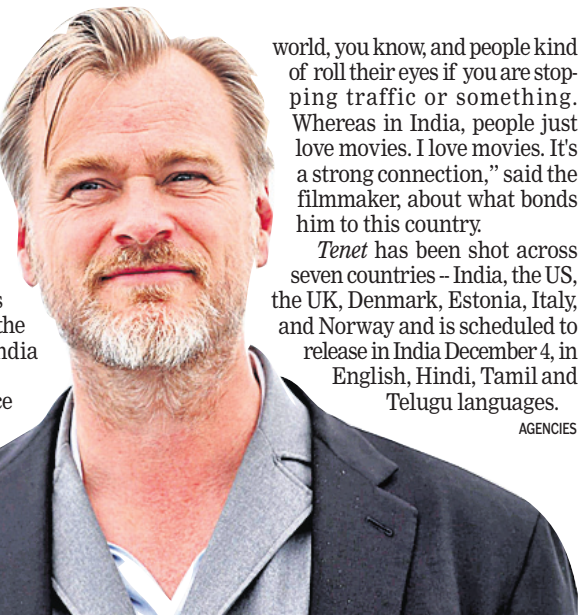 world, you know, and people kind
of roll their eyes if you are stop-
ping traffic or something.
Whereas in India, people just
love movies. I love movies. It's
a strong connection,” said the
filmmaker, about what bonds
him to this country.
Tenet has been shot across
seven countries -- India, the US,
the UK, Denmark, Estonia, Italy,
and Norway and is scheduled to
release in India December 4, in
English, Hindi, Tamil and
Telugu languages.
AGENCIES
the